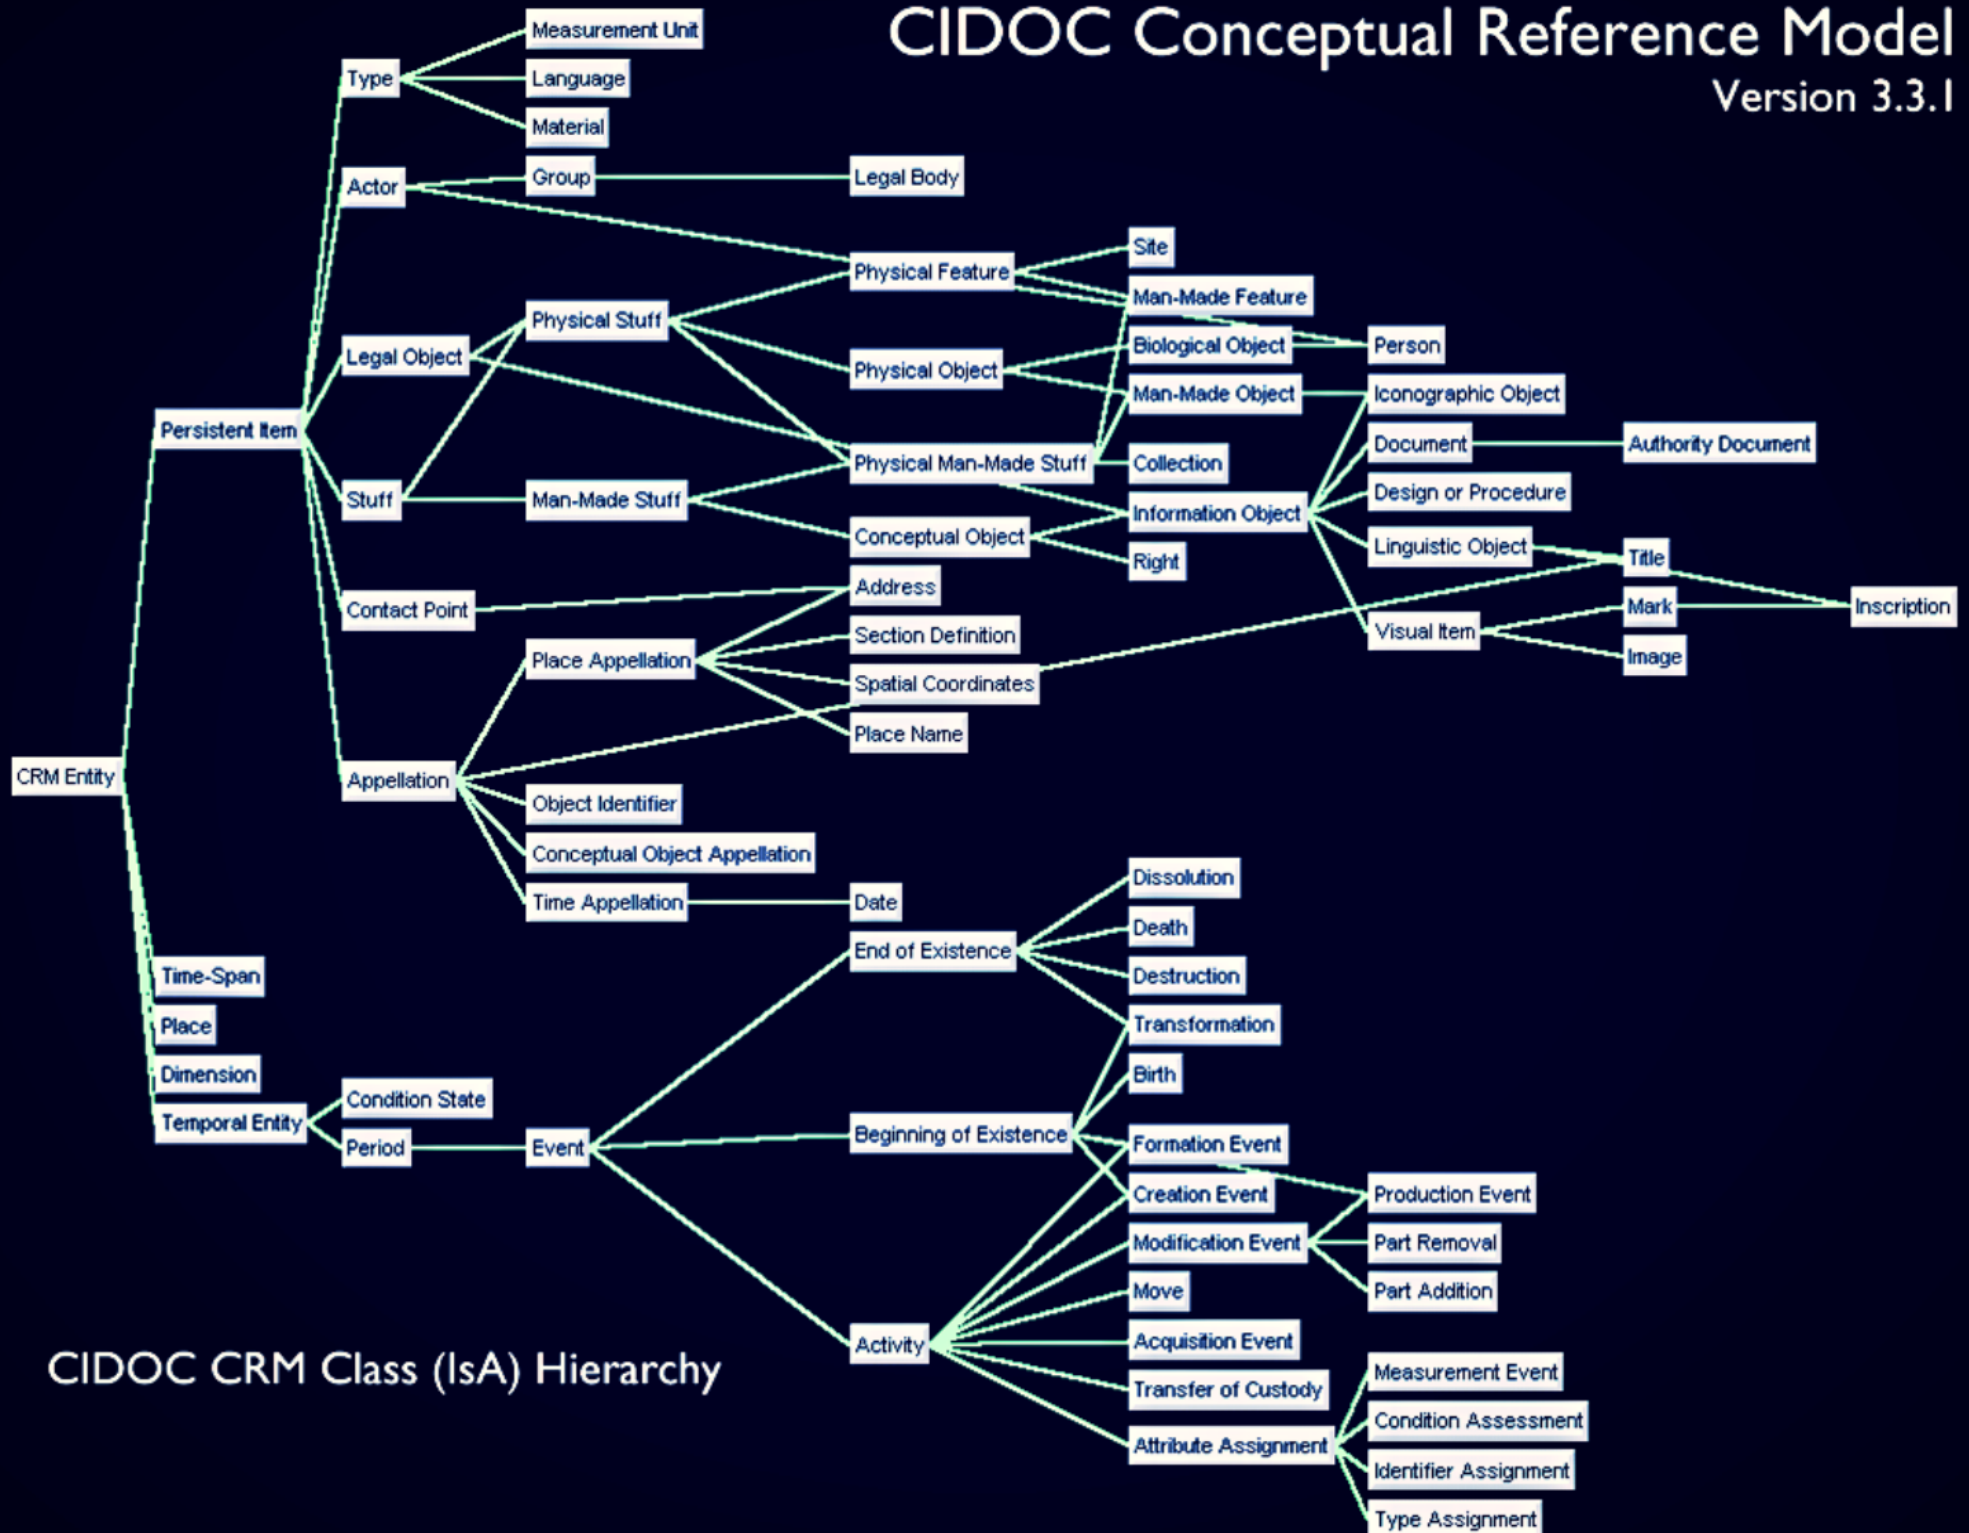 CIDOC Conceptual Reference Model
Version 3.3.1
Measurement Unit
Type
Language
Material
Group
Legal Body
Actor
Site
Physical Feature
Man-Made Feature
Physical Stuff
Biological Object
Person
Legal Object
Physical Object
Man-Made Object
Iconographic Object
Persistent Item
Document
Authority Document
Physical Man-Made Stuff
Collection
Design or Procedure
Stuff
Man-Made Stuff
Information Object
Conceptual Object
Linguistic Object
Title
Right
Address
Contact Point
Mark
Inscription
Section Definition
Visual Item
Place Appellation
Image
Spatial Coordinates
Place Name
CRM Entity
Appellation
Object Identifier
Conceptual Object Appellation
Dissolution
Time Appellation
Date
Death
End of Existence
Time-Span
Destruction
Place
Transformation
Dimension
Birth
Condition State
Temporal Entity
Beginning of Existence
Period
Event
Formation Event
Creation Event
Production Event
Modification Event
Part Removal
Move
Part Addition
Activity
Acquisition Event
CIDOC CRM Class (IsA) Hierarchy
Measurement Event
Transfer of Custody
Condition Assessment
Attribute Assignment
Identifier Assignment
Type Assignment